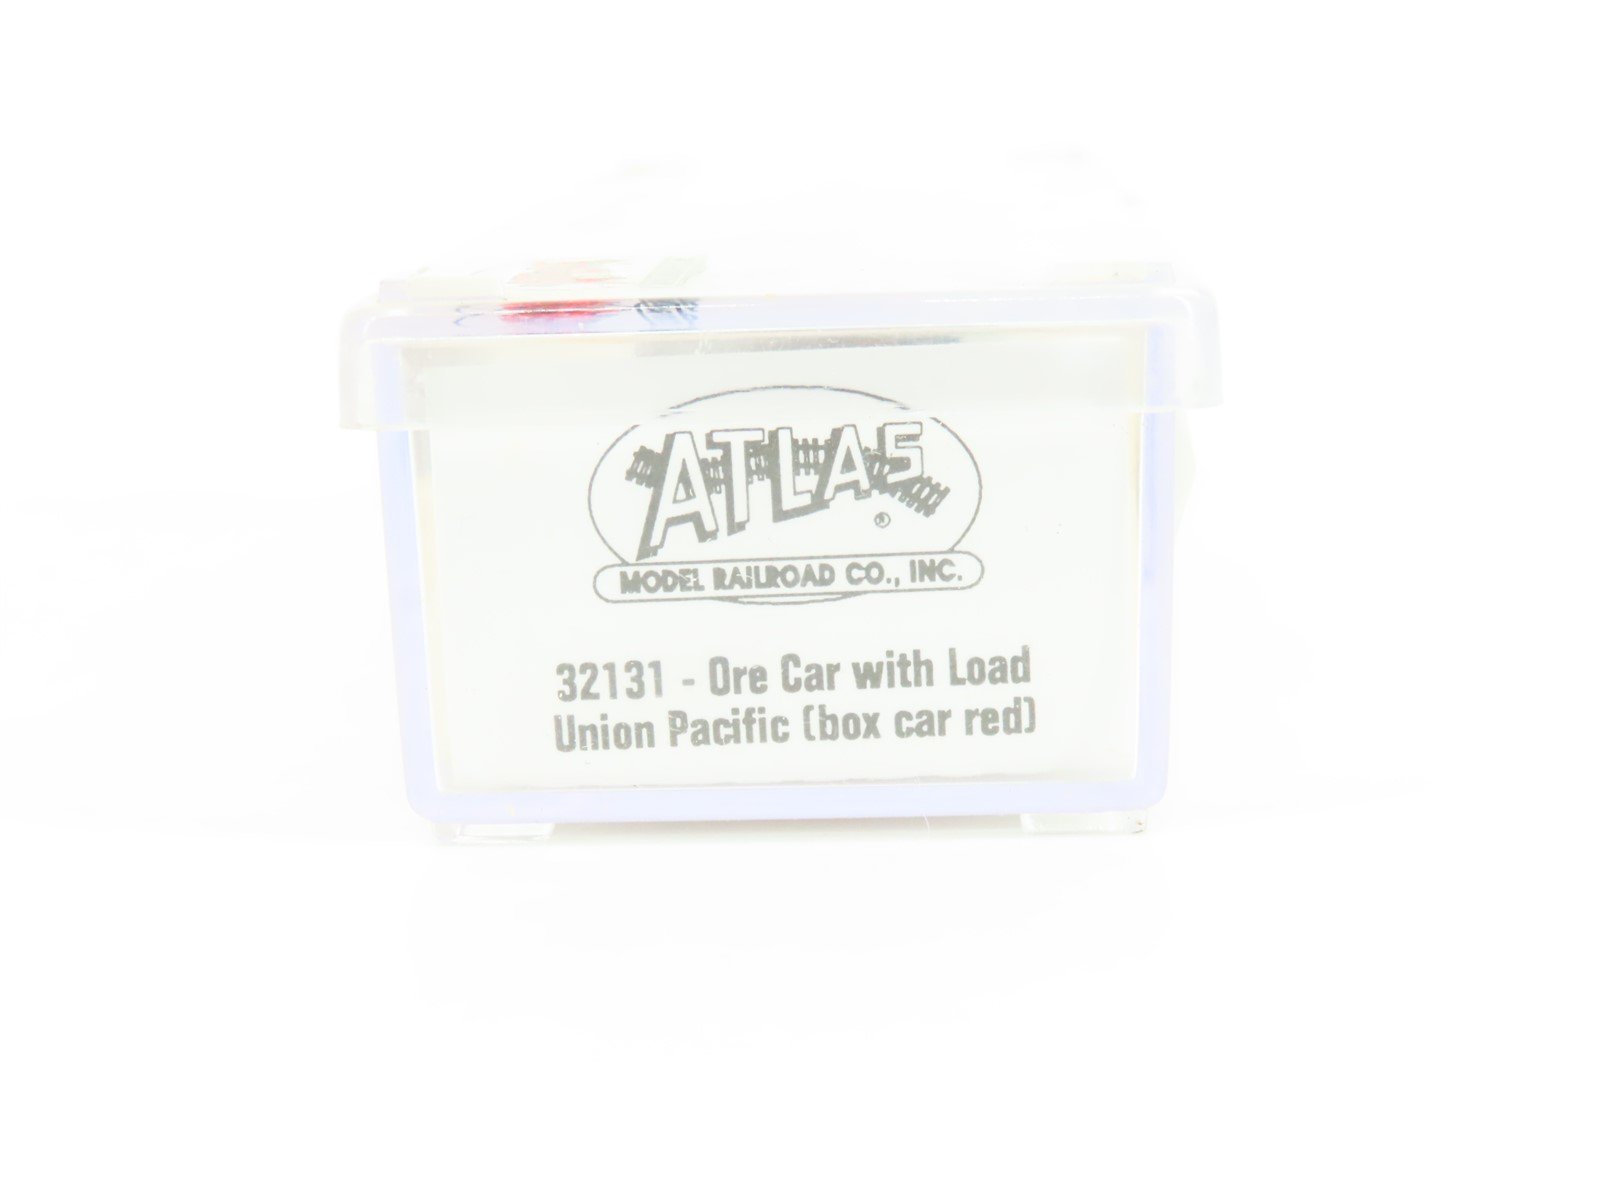 ATLAS
®
MODEL RAILROAD CO., INC.
32131 - Ore Car with Load
Union Pacific (box car red)